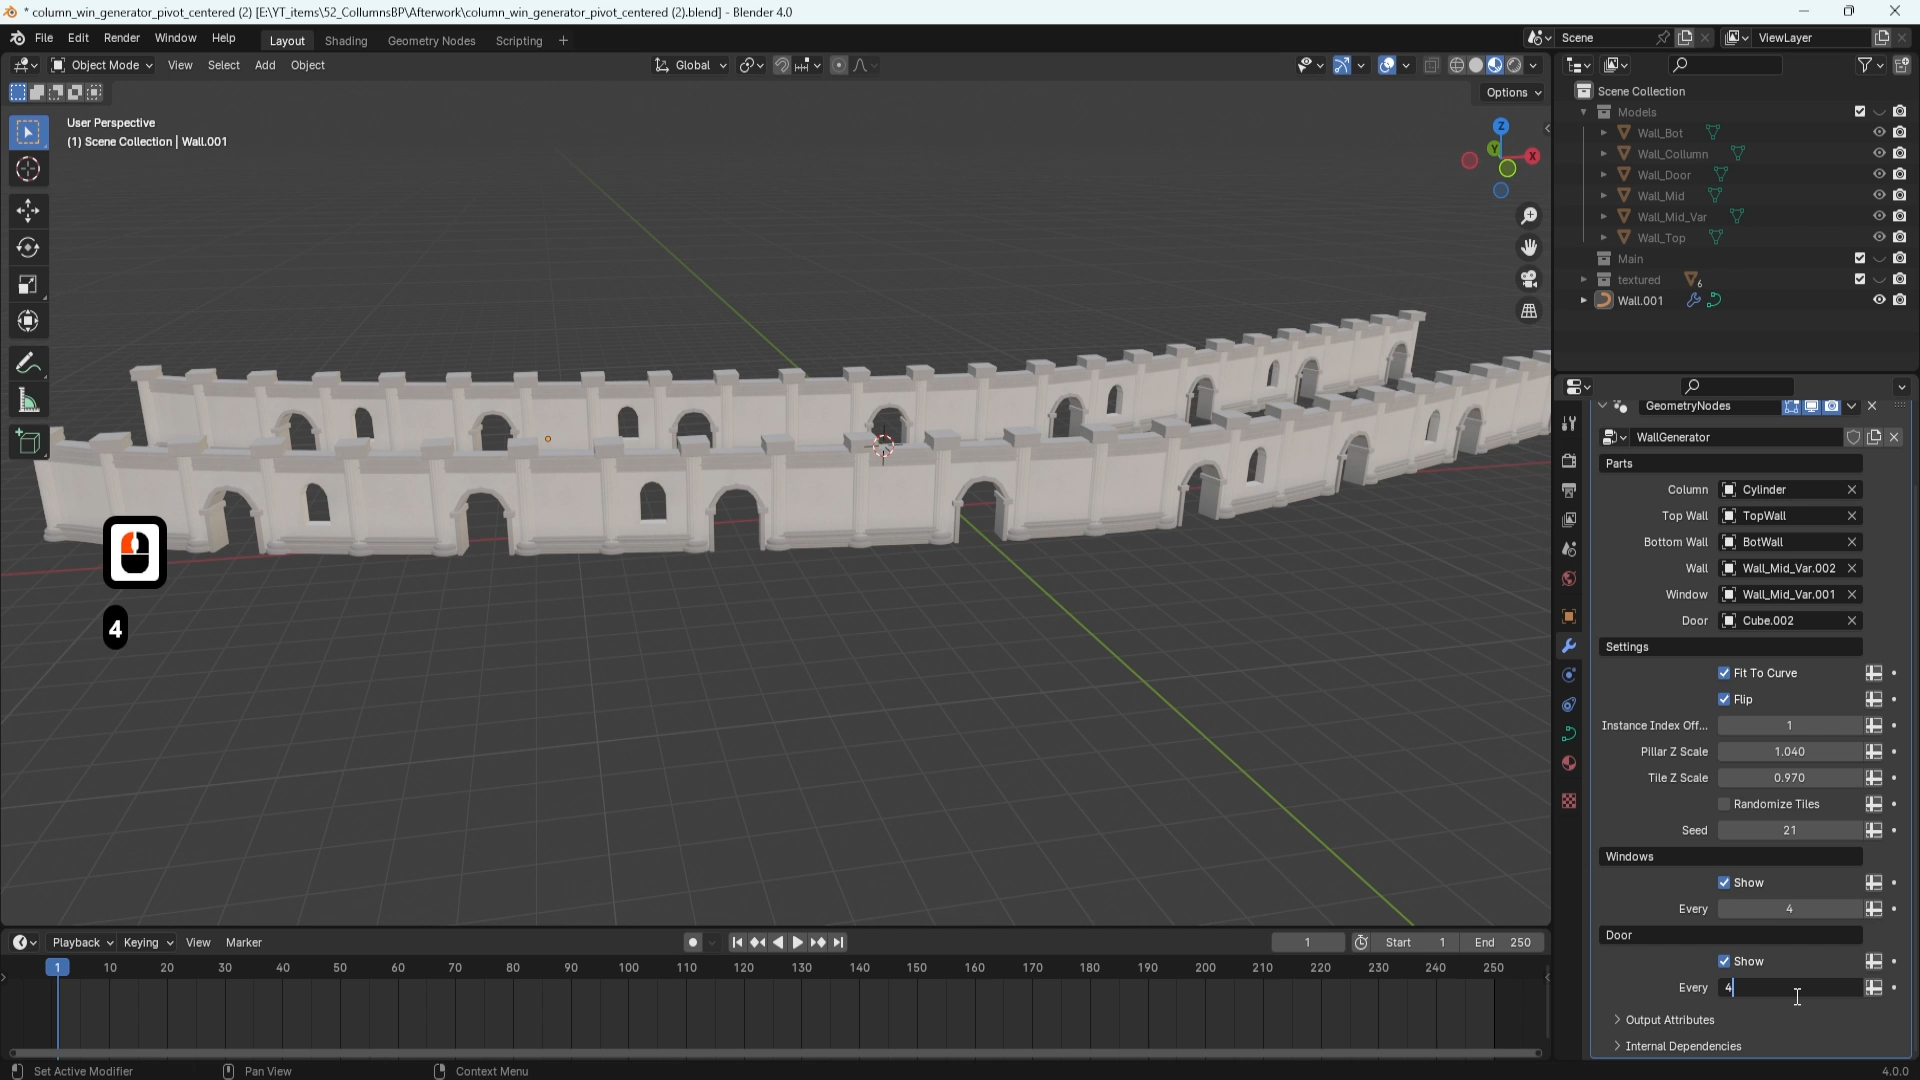 * column_win_generator_pivot_centered (2) [E:\YT_items\52_CollumnsBP\Afterwork\column_win_generator_pivot_centered (2).blend] - Blender 4.0
File Edit Render Window Help Layout Shading Geometry Nodes Scripting + Scene ViewLayer
Object Mode View Select Add Object Global
Options
User Perspective
(1) Scene Collection | Wall.001
Z
Y
X
4
Scene Collection
Models
Wall_Bot
Wall_Collumn
Wall_Door
Wall_Mid
Wall_Mid_Var
Wall_Top
Main
textured 6
Wall.001
GeometryNodes
WallGenerator
Parts
Column Cylinder
Top Wall TopWall
Bottom Wall BotWall
Wall Wall_Mid_Var.002
Window Wall_Mid_Var.001
Door Cube.002
Settings
Fit To Curve
Flip
Instance Index Off... 1
Pillar Z Scale 1.040
Tile Z Scale 0.970
Randomize Tiles
Seed 21
Windows
Show
Every 4
Door
Show
Every 4
Output Attributes
Internal Dependencies
Playback Keying View Marker 1 Start 1 End 250
1 10 20 30 40 50 60 70 80 90 100 110 120 130 140 150 160 170 180 190 200 210 220 230 240 250
Set Active Modifier Pan View Context Menu 4.0.0